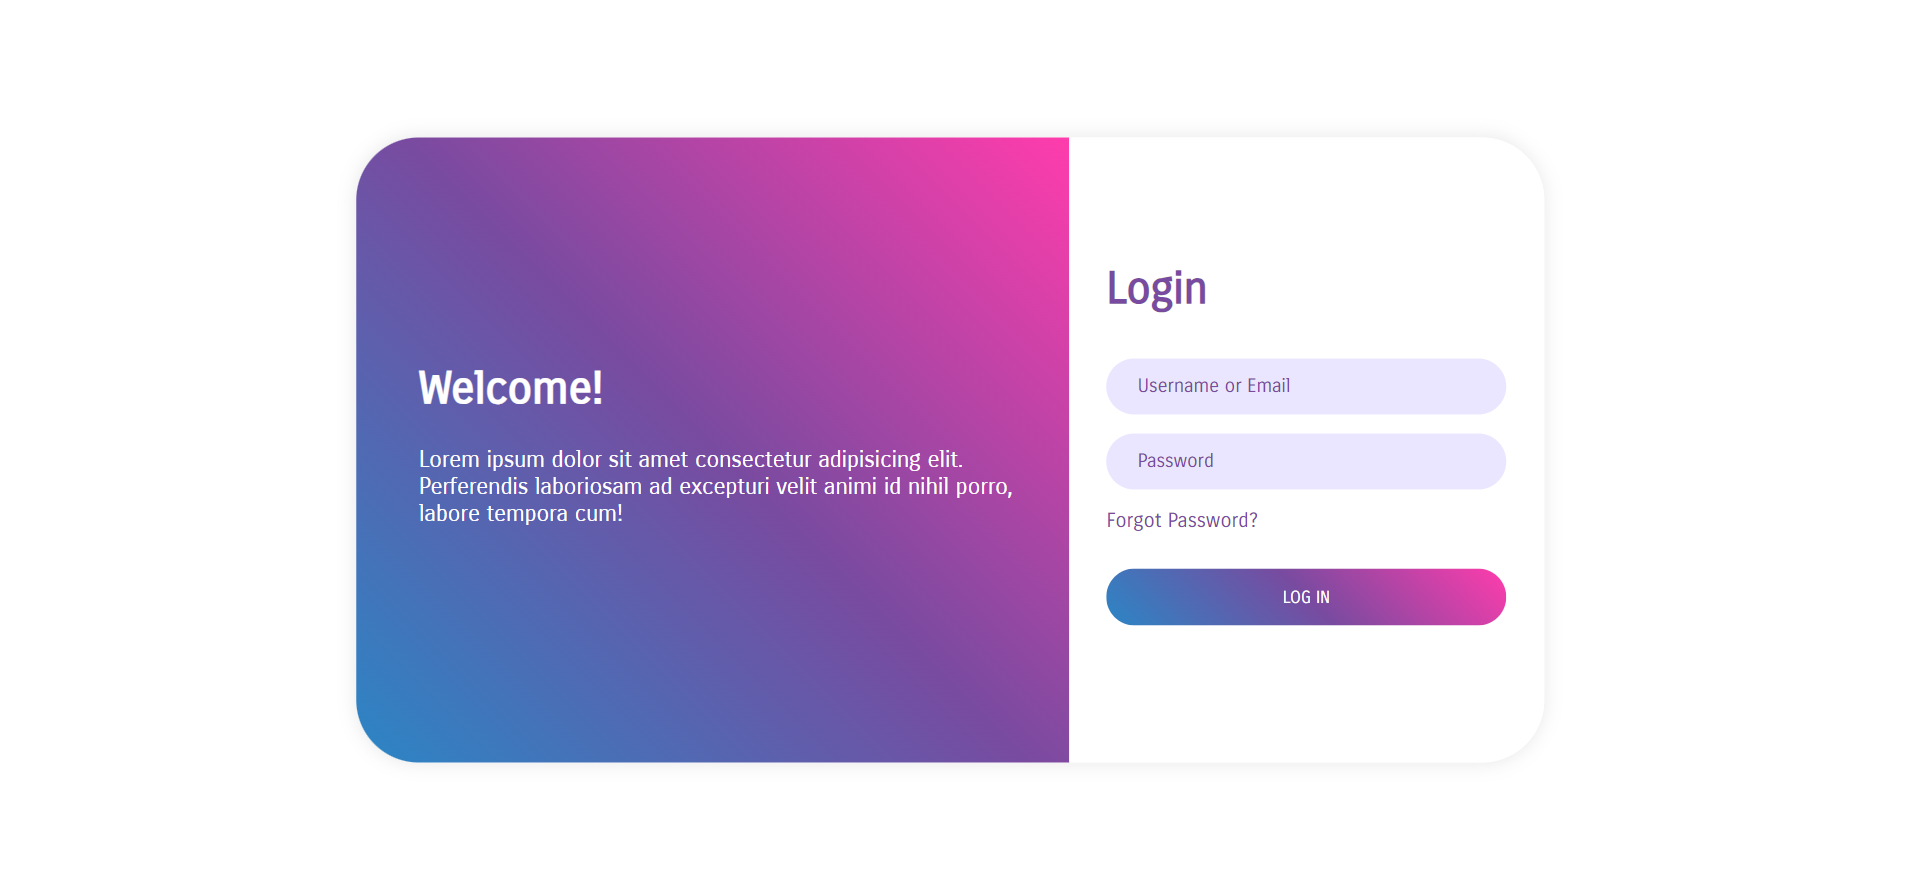 Welcome!
Lorem ipsum dolor sit amet consectetur adipisicing elit.
Perferendis laboriosam ad excepturi velit animi id nihil porro,
labore tempora cum!
Login
Username or Email
Password
Forgot Password?
LOG IN